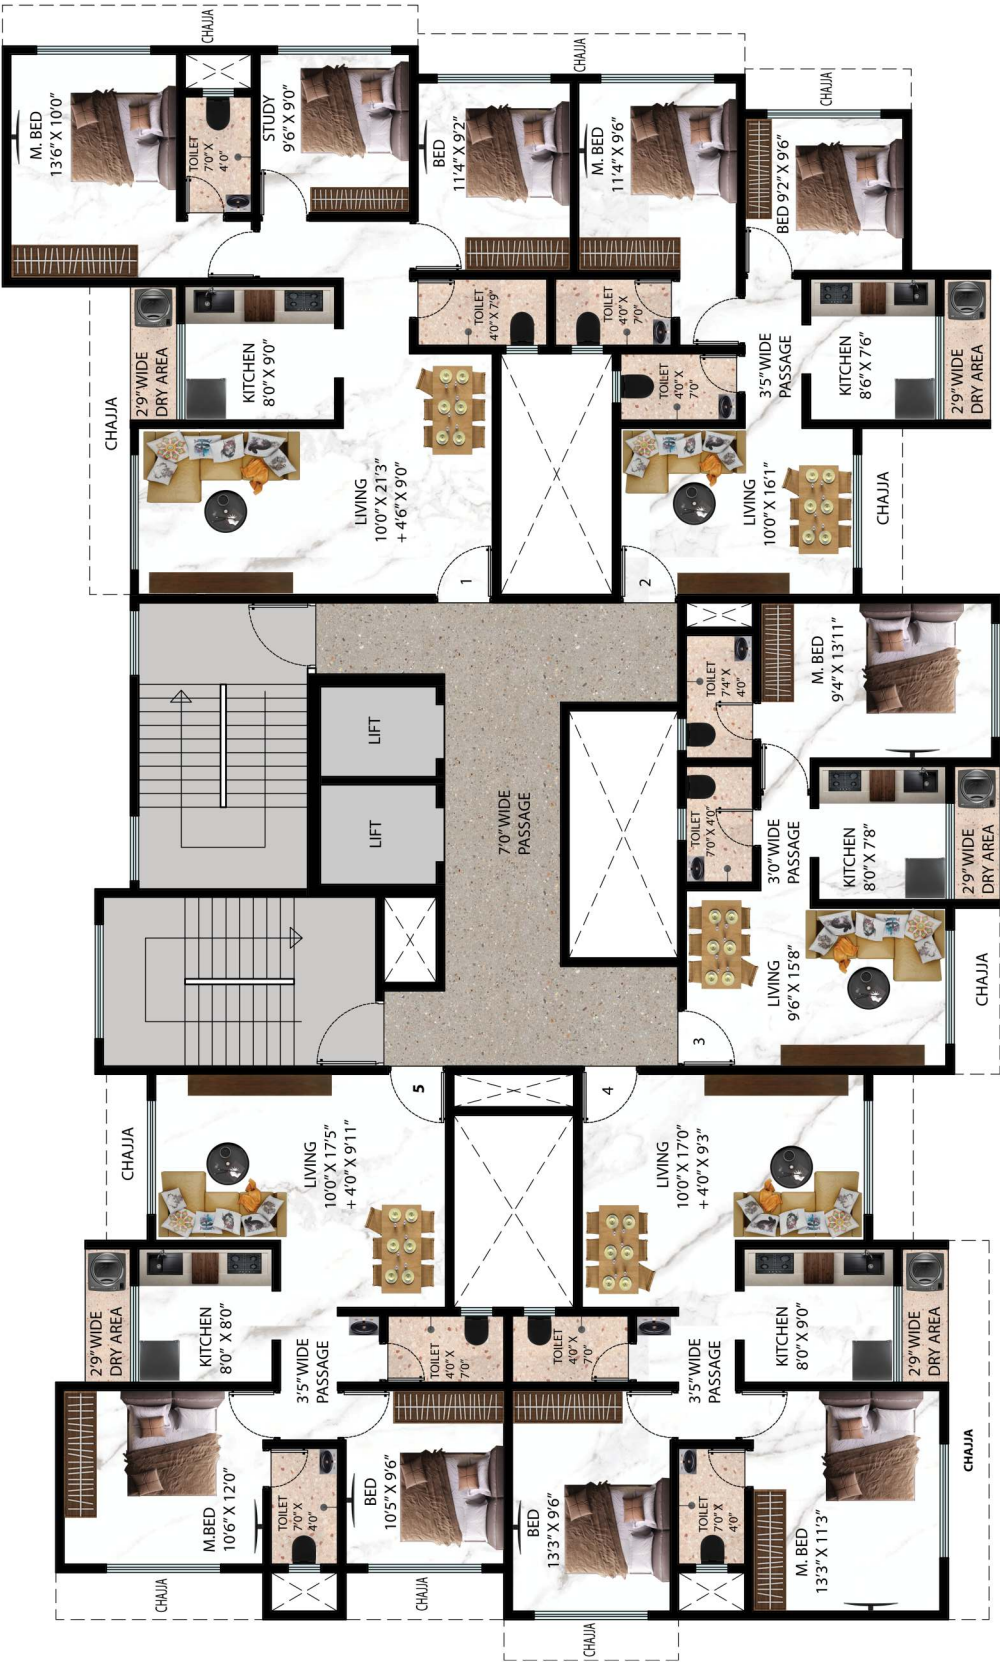 CHAJJA
CHAJJA
CHAJJA
M. BED
13'6" X 10'0"
TOILET
7'0" X
4'0"
STUDY
9'6" X 9'0"
BED
11'4" X 9'2"
M. BED
11'4" X 9'6"
BED 9'2" X 9'6"
2'9" WIDE
DRY AREA
KITCHEN
8'0" X 9'0"
TOILET
4'0" X 7'9"
TOILET
4'0" X
7'0"
TOILET
4'0" X
7'0"
3'5" WIDE
PASSAGE
KITCHEN
8'6" X 7'6"
2'9" WIDE
DRY AREA
CHAJJA
LIVING
10'0" X 21'3"
+ 4'6" X 9'0"
LIVING
10'0" X 16'1"
CHAJJA
1
2
LIFT
LIFT
7'0" WIDE
PASSAGE
TOILET
7'4" X
4'0"
M. BED
9'4" X 13'11"
TOILET
7'0" X 4'0"
3'0" WIDE
PASSAGE
KITCHEN
8'0" X 7'8"
2'9" WIDE
DRY AREA
LIVING
9'6" X 15'8"
CHAJJA
3
5
4
CHAJJA
LIVING
10'0" X 17'5"
+ 4'0" X 9'11"
LIVING
10'0" X 17'0"
+ 4'0" X 9'3"
2'9" WIDE
DRY AREA
KITCHEN
8'0" X 8'0"
3'5" WIDE
PASSAGE
TOILET
4'0" X
7'0"
TOILET
4'0" X
7'0"
3'5" WIDE
PASSAGE
KITCHEN
8'0" X 9'0"
2'9" WIDE
DRY AREA
CHAJJA
M.BED
10'6" X 12'0"
TOILET
7'0" X
4'0"
BED
10'5" X 9'6"
BED
13'3" X 9'6"
TOILET
7'0" X
4'0"
M. BED
13'3" X 11'3"
CHAJJA
CHAJJA
CHAJJA